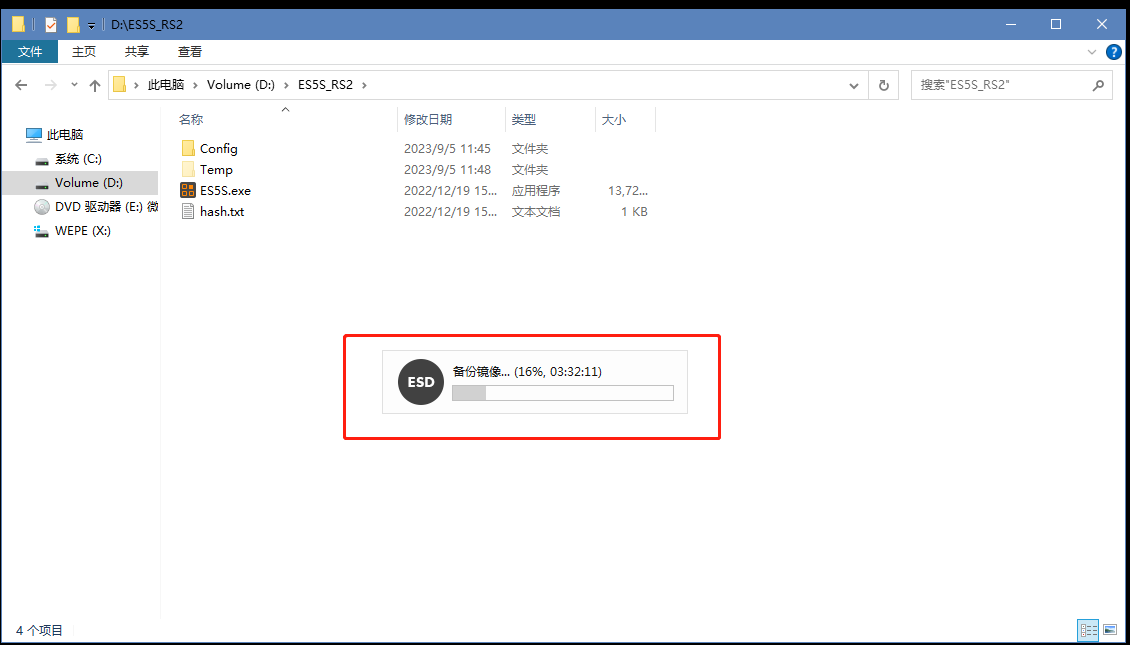 D:\ES5S_RS2
文件 主页 共享 查看
此电脑 Volume (D:) ES5S_RS2 搜索"ES5S_RS2"
名称 修改日期 类型 大小
此电脑
系统 (C:)
Volume (D:)
DVD 驱动器 (E:) 微
WEPE (X:)
Config 2023/9/5 11:45 文件夹
Temp 2023/9/5 11:48 文件夹
ES5S.exe 2022/12/19 15... 应用程序 13,72...
hash.txt 2022/12/19 15... 文本文档 1 KB
ESD
备份镜像... (16%, 03:32:11)
4 个项目